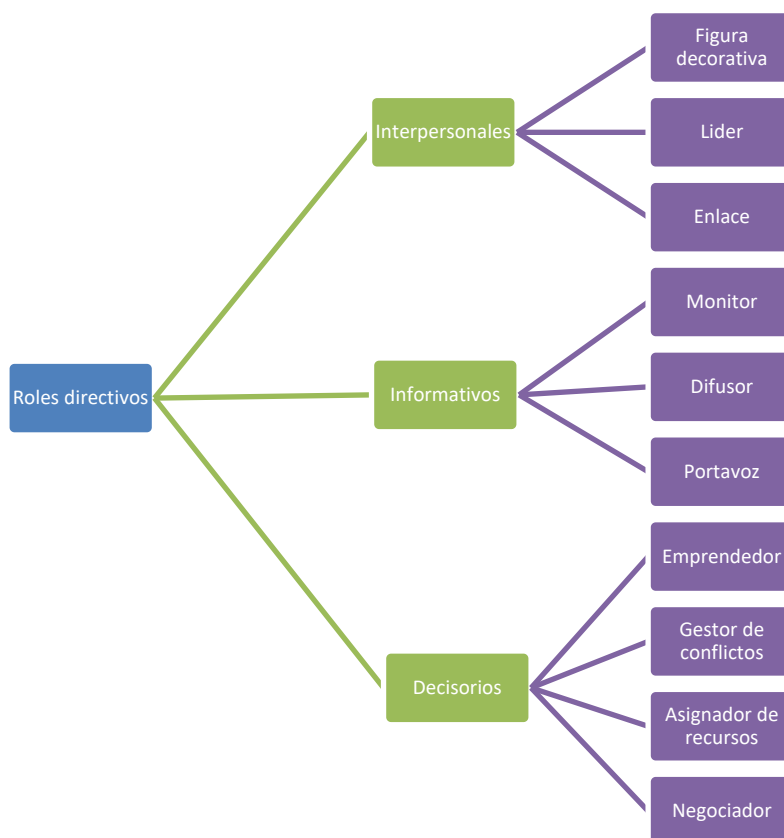 Roles directivos
Interpersonales
Figura
decorativa
Lider
Enlace
Informativos
Monitor
Difusor
Portavoz
Decisorios
Emprendedor
Gestor de
conflictos
Asignador de
recursos
Negociador